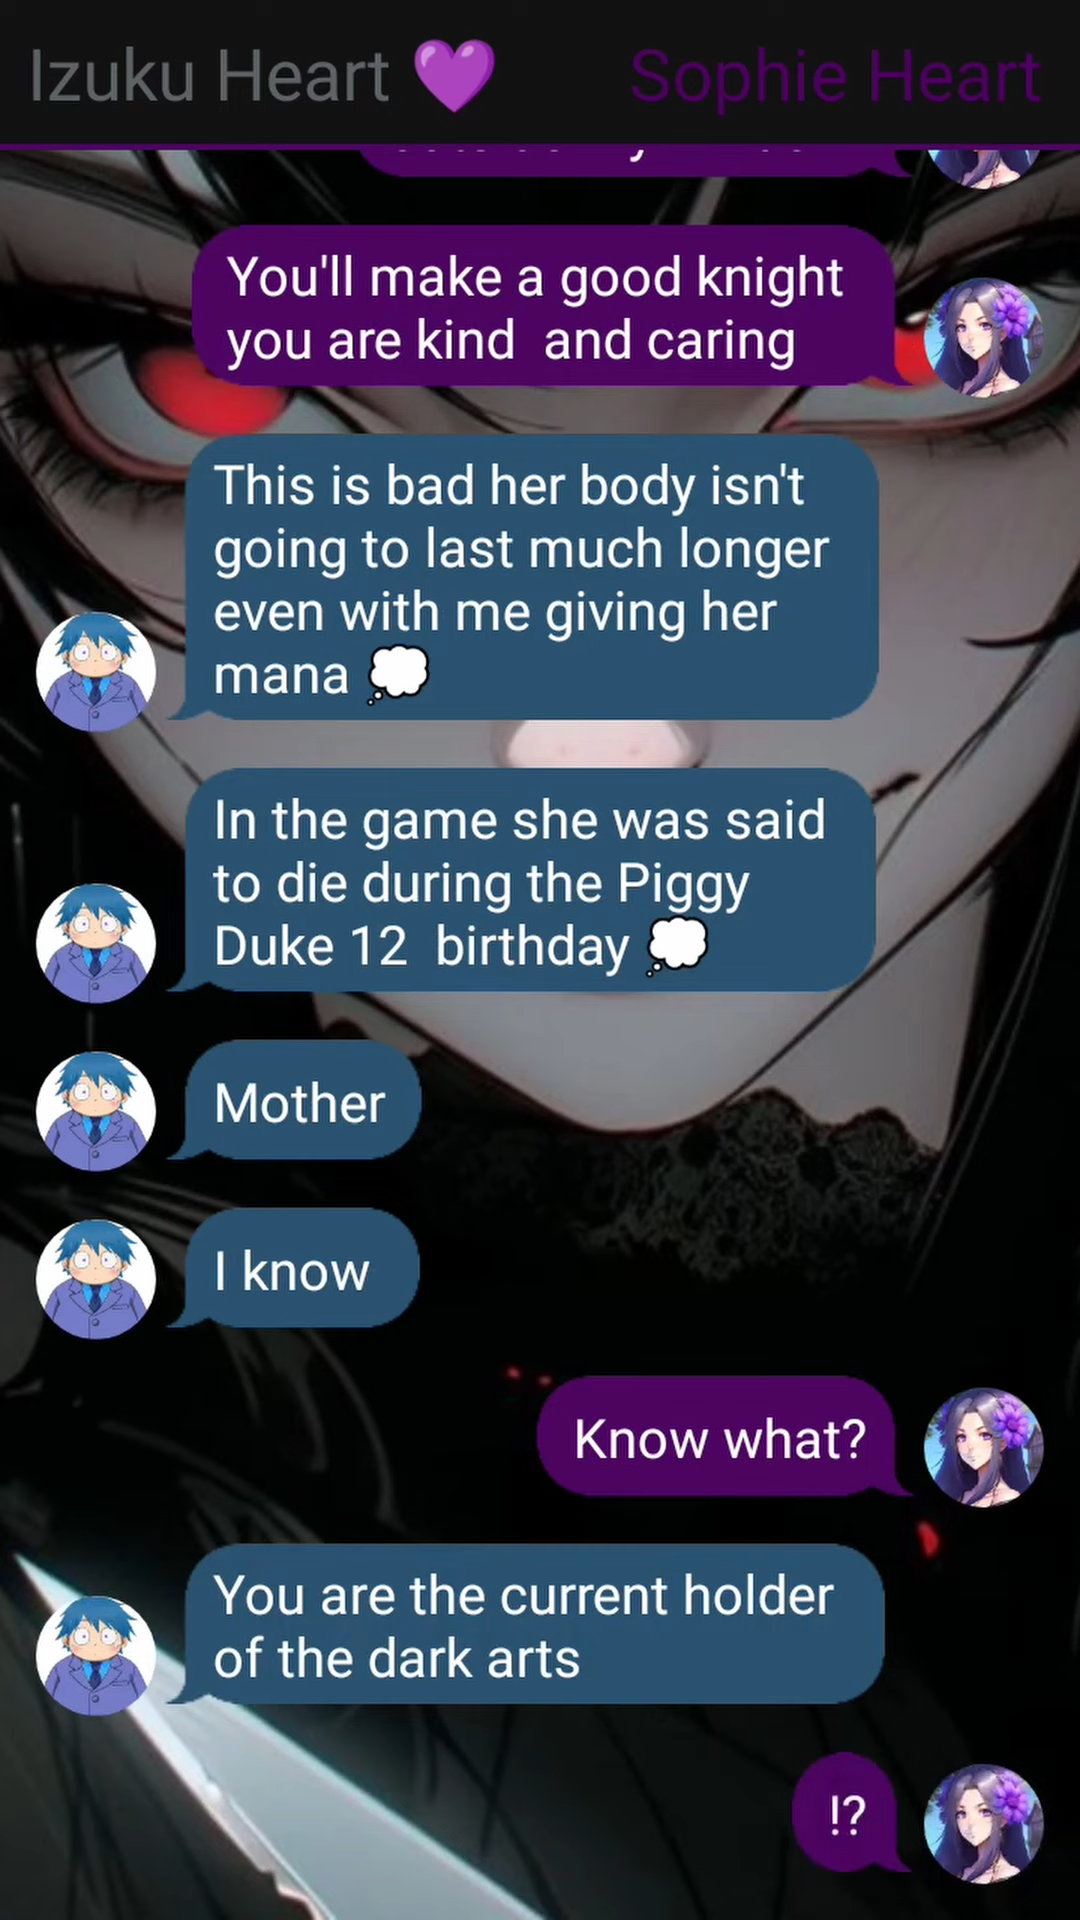 Izuku Heart 💜 Sophie Heart
You'll make a good knight
you are kind  and caring
This is bad her body isn't
going to last much longer
even with me giving her
mana 💭
In the game she was said
to die during the Piggy
Duke 12  birthday 💭
Mother
I know
Know what?
You are the current holder
of the dark arts
!?